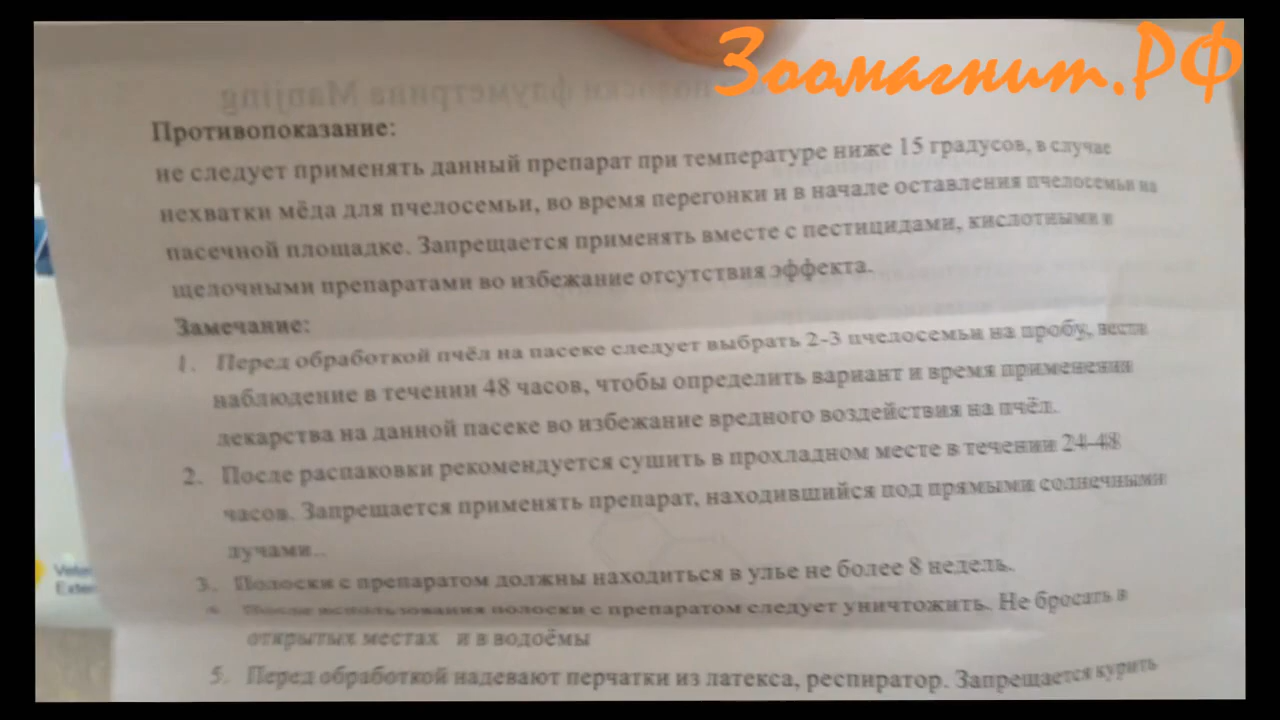 Зоомагнит.РФ
полоски флуметрина Manjing
Противопоказание:
не следует применять данный препарат при температуре ниже 15 градусов, в случае
нехватки мёда для пчелосемьи, во время перегонки и в начале оставления пчелосемьи на
пасечной площадке. Запрещается применять вместе с пестицидами, кислотными и
щелочными препаратами во избежание отсутствия эффекта.
Замечание:
1. Перед обработкой пчёл на пасеке следует выбрать 2-3 пчелосемьи на пробу, вести
наблюдение в течении 48 часов, чтобы определить вариант и время применения
лекарства на данной пасеке во избежание вредного воздействия на пчёл.
2. После распаковки рекомендуется сушить в прохладном месте в течении 24-48
часов. Запрещается применять препарат, находившийся под прямыми солнечными
лучами..
3. Полоски с препаратом должны находиться в улье не более 8 недель.
После использования полоски с препаратом следует уничтожить. Не бросать в
открытых местах и в водоёмы
5. Перед обработкой надевают перчатки из латекса, респиратор. Запрещается курить